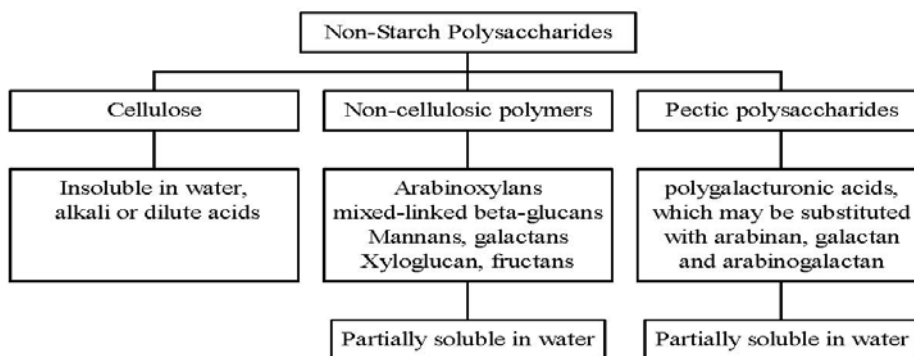 Non-Starch Polysaccharides
Cellulose
Non-cellulosic polymers
Pectic polysaccharides
Insoluble in water,
alkali or dilute acids
Arabinoxylans
mixed-linked beta-glucans
Mannans, galactans
Xyloglucan, fructans
polygalacturonic acids,
which may be substituted
with arabinan, galactan
and arabinogalactan
Partially soluble in water
Partially soluble in water